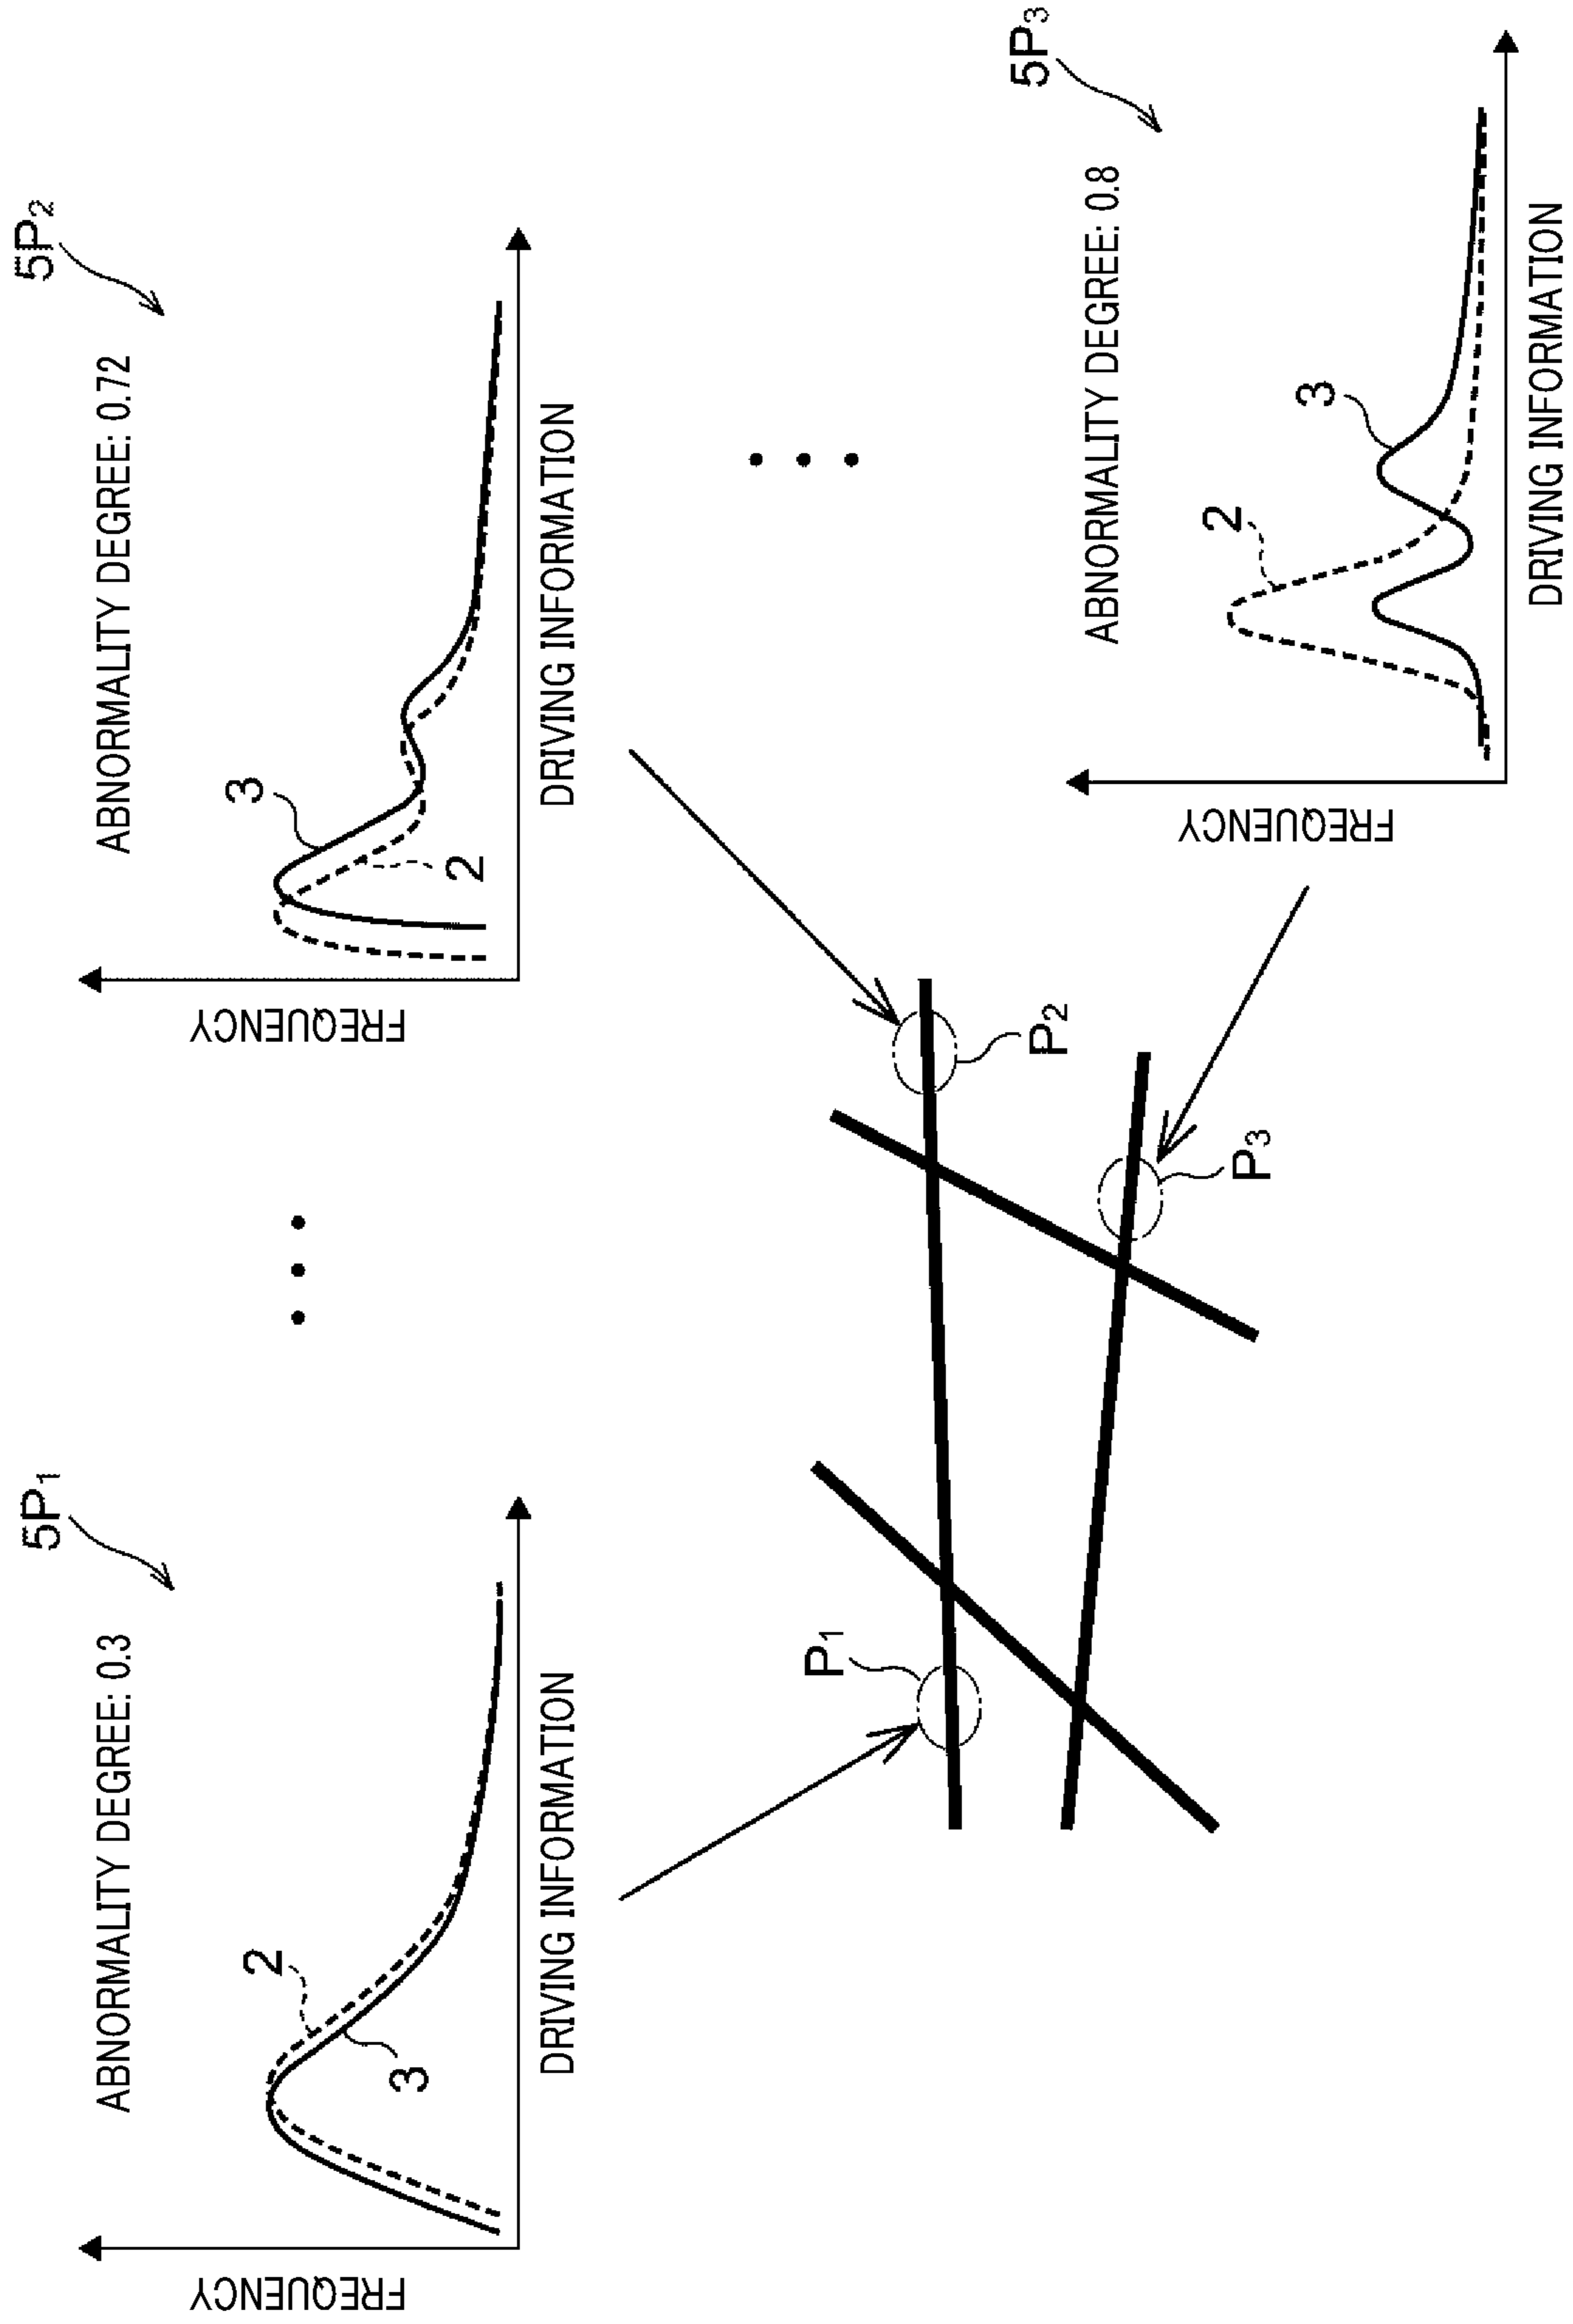 5P1
ABNORMALITY DEGREE: 0.3
2
3
FREQUENCY
DRIVING INFORMATION
5P2
ABNORMALITY DEGREE: 0.72
3
2
FREQUENCY
DRIVING INFORMATION
P1
P2
P3
5P3
ABNORMALITY DEGREE: 0.8
2
3
FREQUENCY
DRIVING INFORMATION